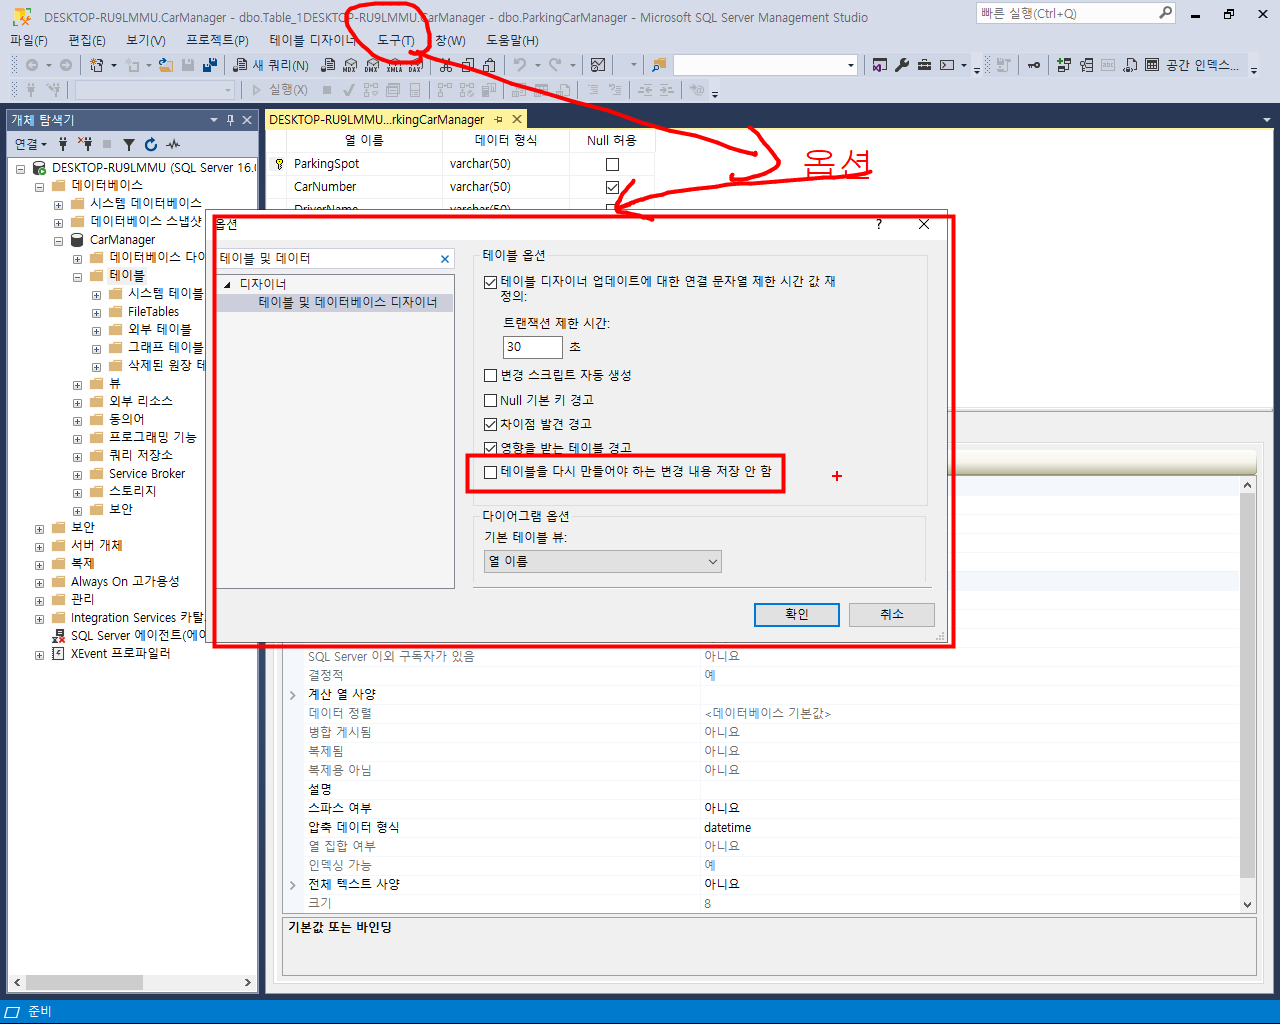 DESKTOP-RU9LMMU.CarManager - dbo.Table_1DESKTOP-RU9LMMU.CarManager - dbo.ParkingCarManager - Microsoft SQL Server Management Studio
빠른 실행(Ctrl+Q)
파일(F) 편집(E) 보기(V) 프로젝트(P) 테이블 디자이너 도구(T) 창(W) 도움말(H)
새 쿼리(N) MDX DMX XMLA DAX 공간 인덱스...
실행(X)
개체 탐색기
DESKTOP-RU9LMMU...rkingCarManager
연결
열 이름 데이터 형식 Null 허용
ParkingSpot varchar(50)
CarNumber varchar(50)
DriverName varchar(50)
옵션
DESKTOP-RU9LMMU (SQL Server 16.0
데이터베이스
시스템 데이터베이스
데이터베이스 스냅샷
CarManager
데이터베이스 다이
테이블
시스템 테이블
FileTables
외부 테이블
그래프 테이블
삭제된 원장 테
뷰
외부 리소스
동의어
프로그래밍 기능
쿼리 저장소
Service Broker
스토리지
보안
보안
서버 개체
복제
Always On 고가용성
관리
Integration Services 카탈
SQL Server 에이전트(에이
XEvent 프로파일러
옵션
?
테이블 및 데이터
디자이너
테이블 및 데이터베이스 디자이너
테이블 옵션
테이블 디자이너 업데이트에 대한 연결 문자열 제한 시간 값 재
정의:
트랜잭션 제한 시간:
30 초
변경 스크립트 자동 생성
Null 기본 키 경고
차이점 발견 경고
영향을 받는 테이블 경고
테이블을 다시 만들어야 하는 변경 내용 저장 안 함
다이어그램 옵션
기본 테이블 뷰:
열 이름
확인 취소
SQL Server 이외 구독자가 있음 아니요
결정적 예
계산 열 사양
데이터 정렬 <데이터베이스 기본값>
병합 게시됨 아니요
복제됨 아니요
복제용 아님 아니요
설명
스파스 여부 아니요
압축 데이터 형식 datetime
열 집합 여부 아니요
인덱싱 가능 예
전체 텍스트 사양 아니요
크기 8
기본값 또는 바인딩
준비